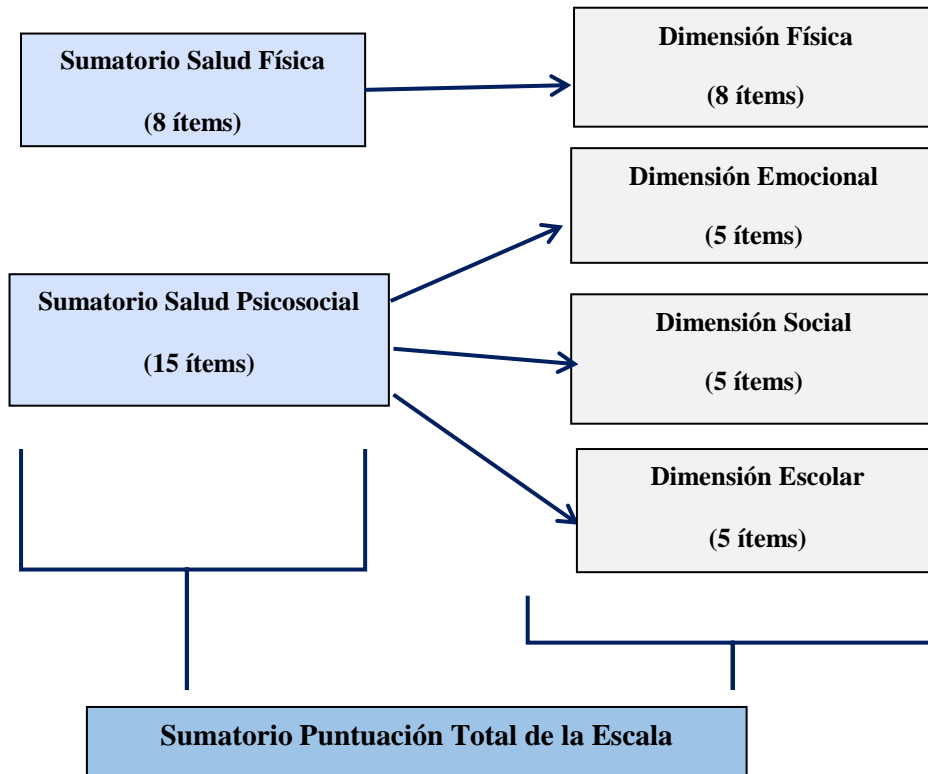 Sumatorio Salud Física
(8 ítems)
Dimensión Física
(8 ítems)
Dimensión Emocional
(5 ítems)
Sumatorio Salud Psicosocial
(15 ítems)
Dimensión Social
(5 ítems)
Dimensión Escolar
(5 ítems)
Sumatorio Puntuación Total de la Escala